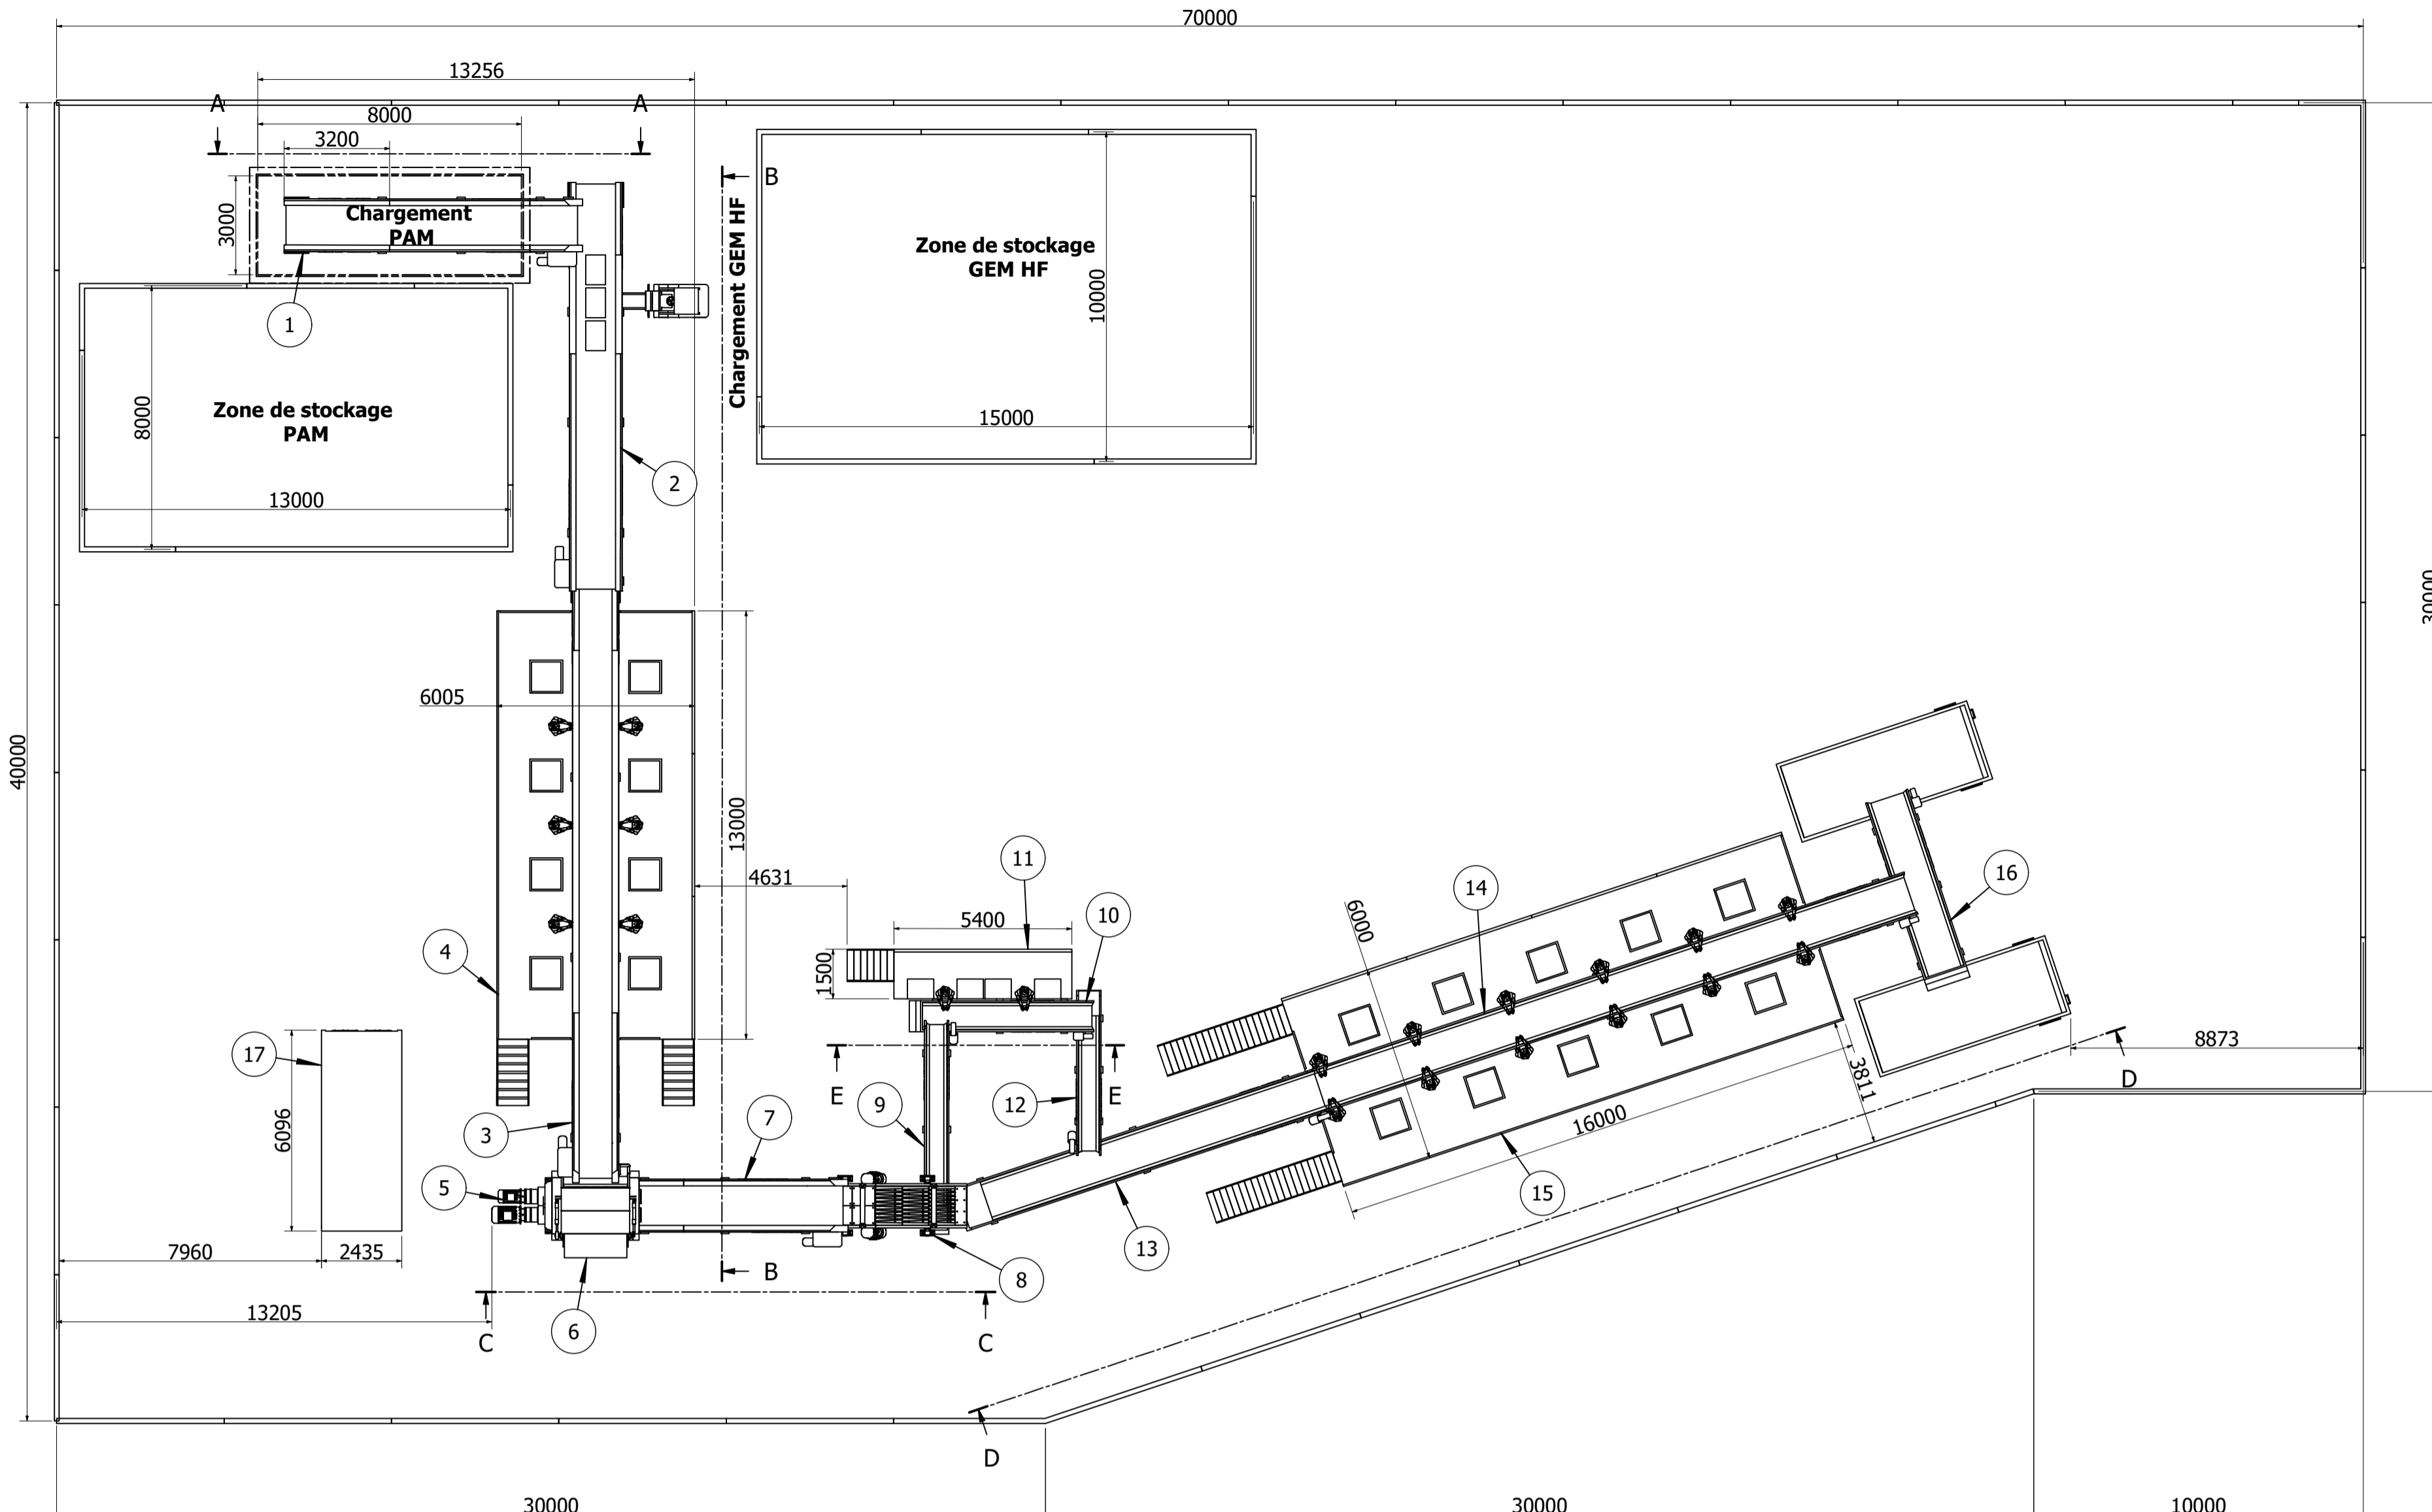 70000
13256
A
A
8000
3200
B
3000
Chargement
PAM
Chargement GEM HF
Zone de stockage
GEM HF
10000
1
8000
Zone de stockage
PAM
15000
2
13000
30000
6005
40000
13000
11
4631
14
16
10
5400
6000
4
1500
17
8873
3811
E
E
D
9
12
7
16000
6096
3
5
15
13
7960
2435
B
8
13205
6
C
C
D
30000
30000
10000